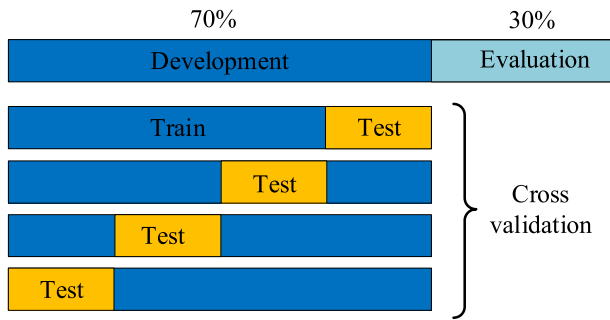 70% 30%
Development Evaluation
Train Test
Test
Cross
validation
Test
Test